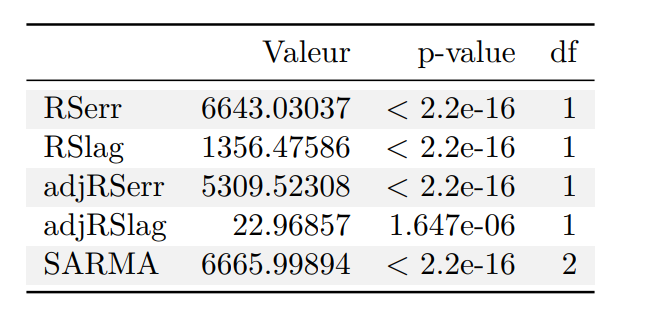 Valeur p-value df
RSerr 6643.03037 < 2.2e-16 1
RSlag 1356.47586 < 2.2e-16 1
adjRSerr 5309.52308 < 2.2e-16 1
adjRSlag 22.96857 1.647e-06 1
SARMA 6665.99894 < 2.2e-16 2